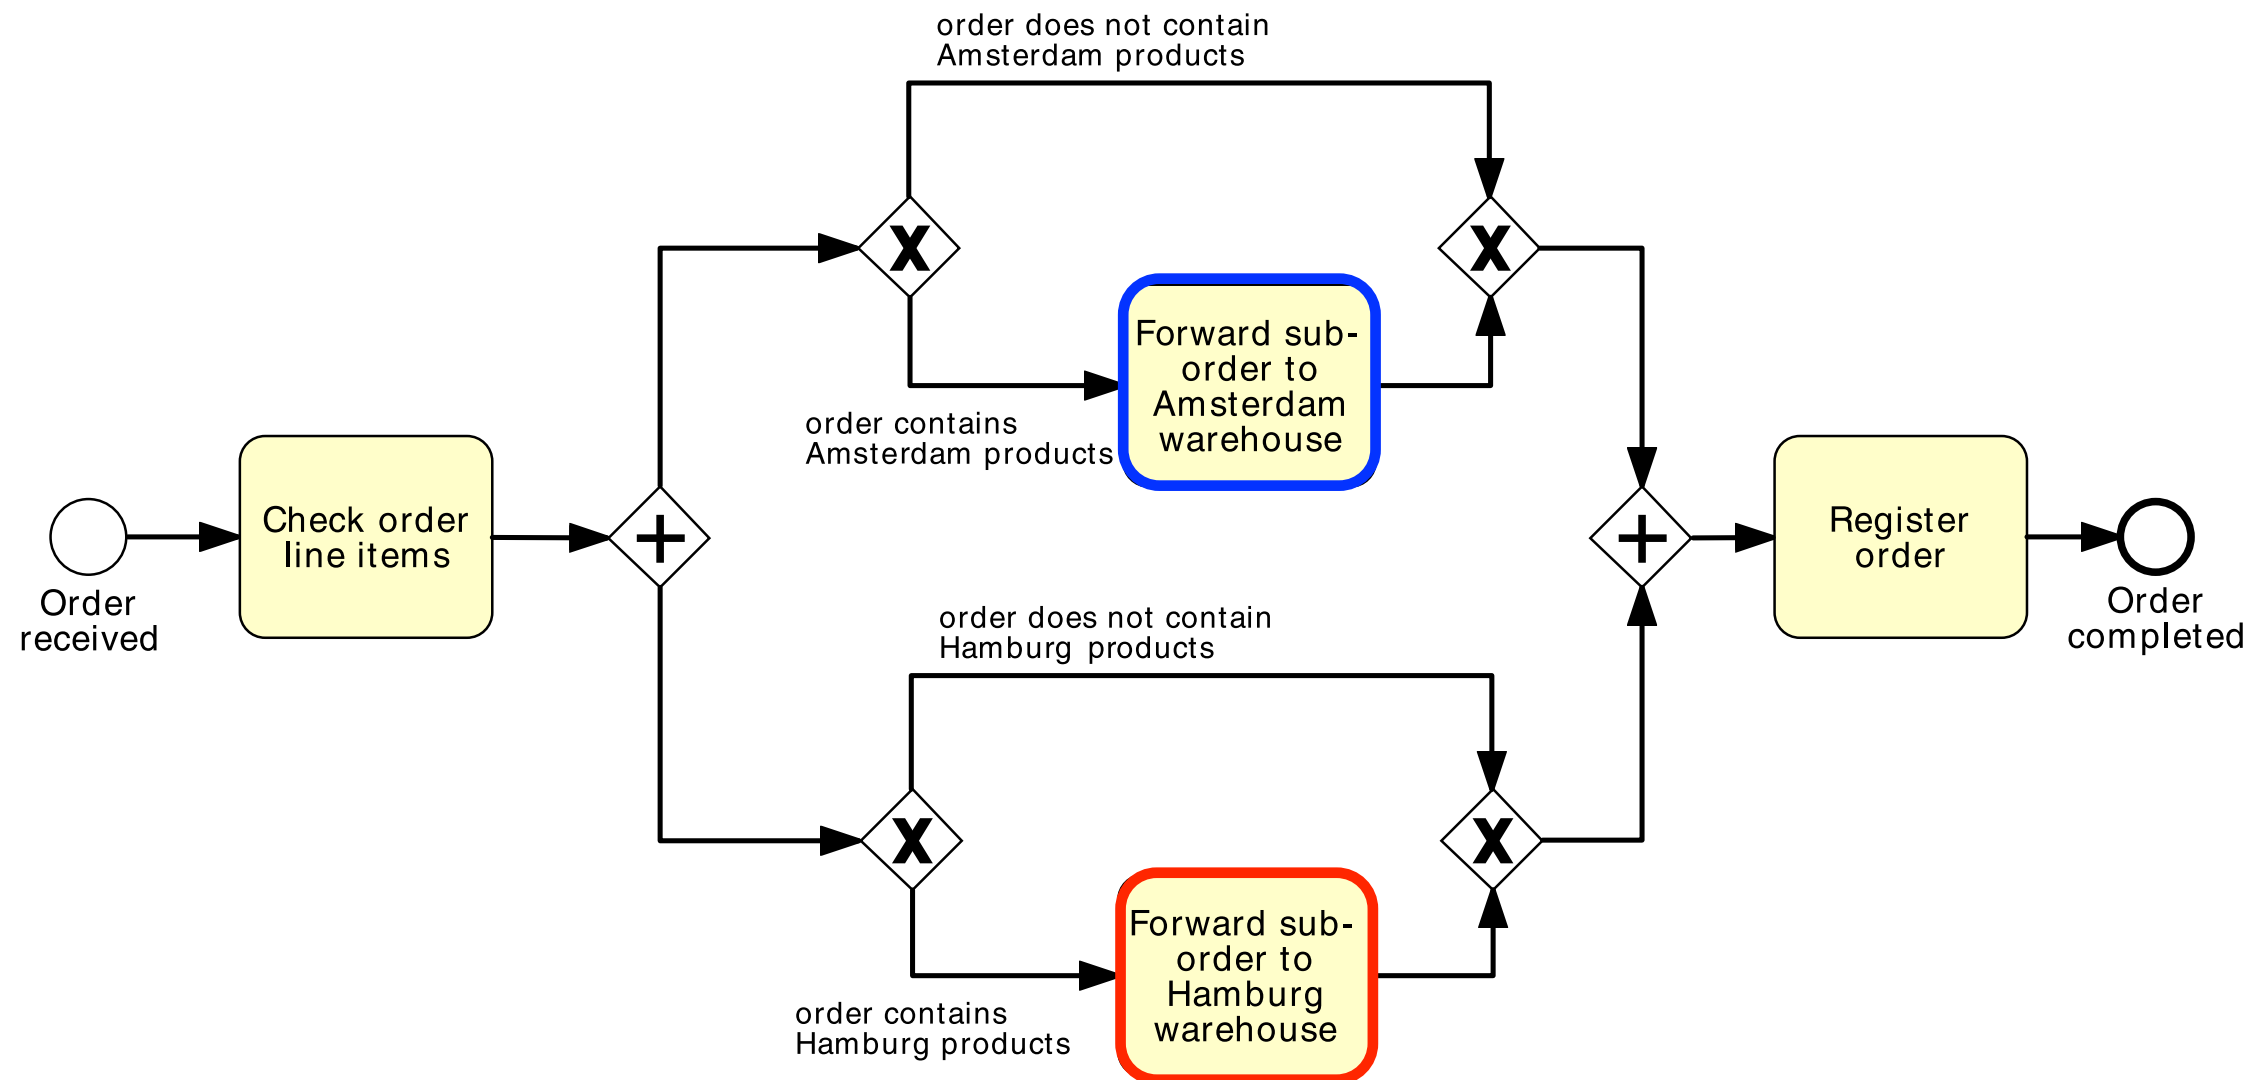 order does not contain
Amsterdam products
Forward sub-
order to
Amsterdam
warehouse
order contains
Amsterdam products
Check order
line items
Register
order
Order
received
Order
completed
order does not contain
Hamburg products
Forward sub-
order to
Hamburg
warehouse
order contains
Hamburg products